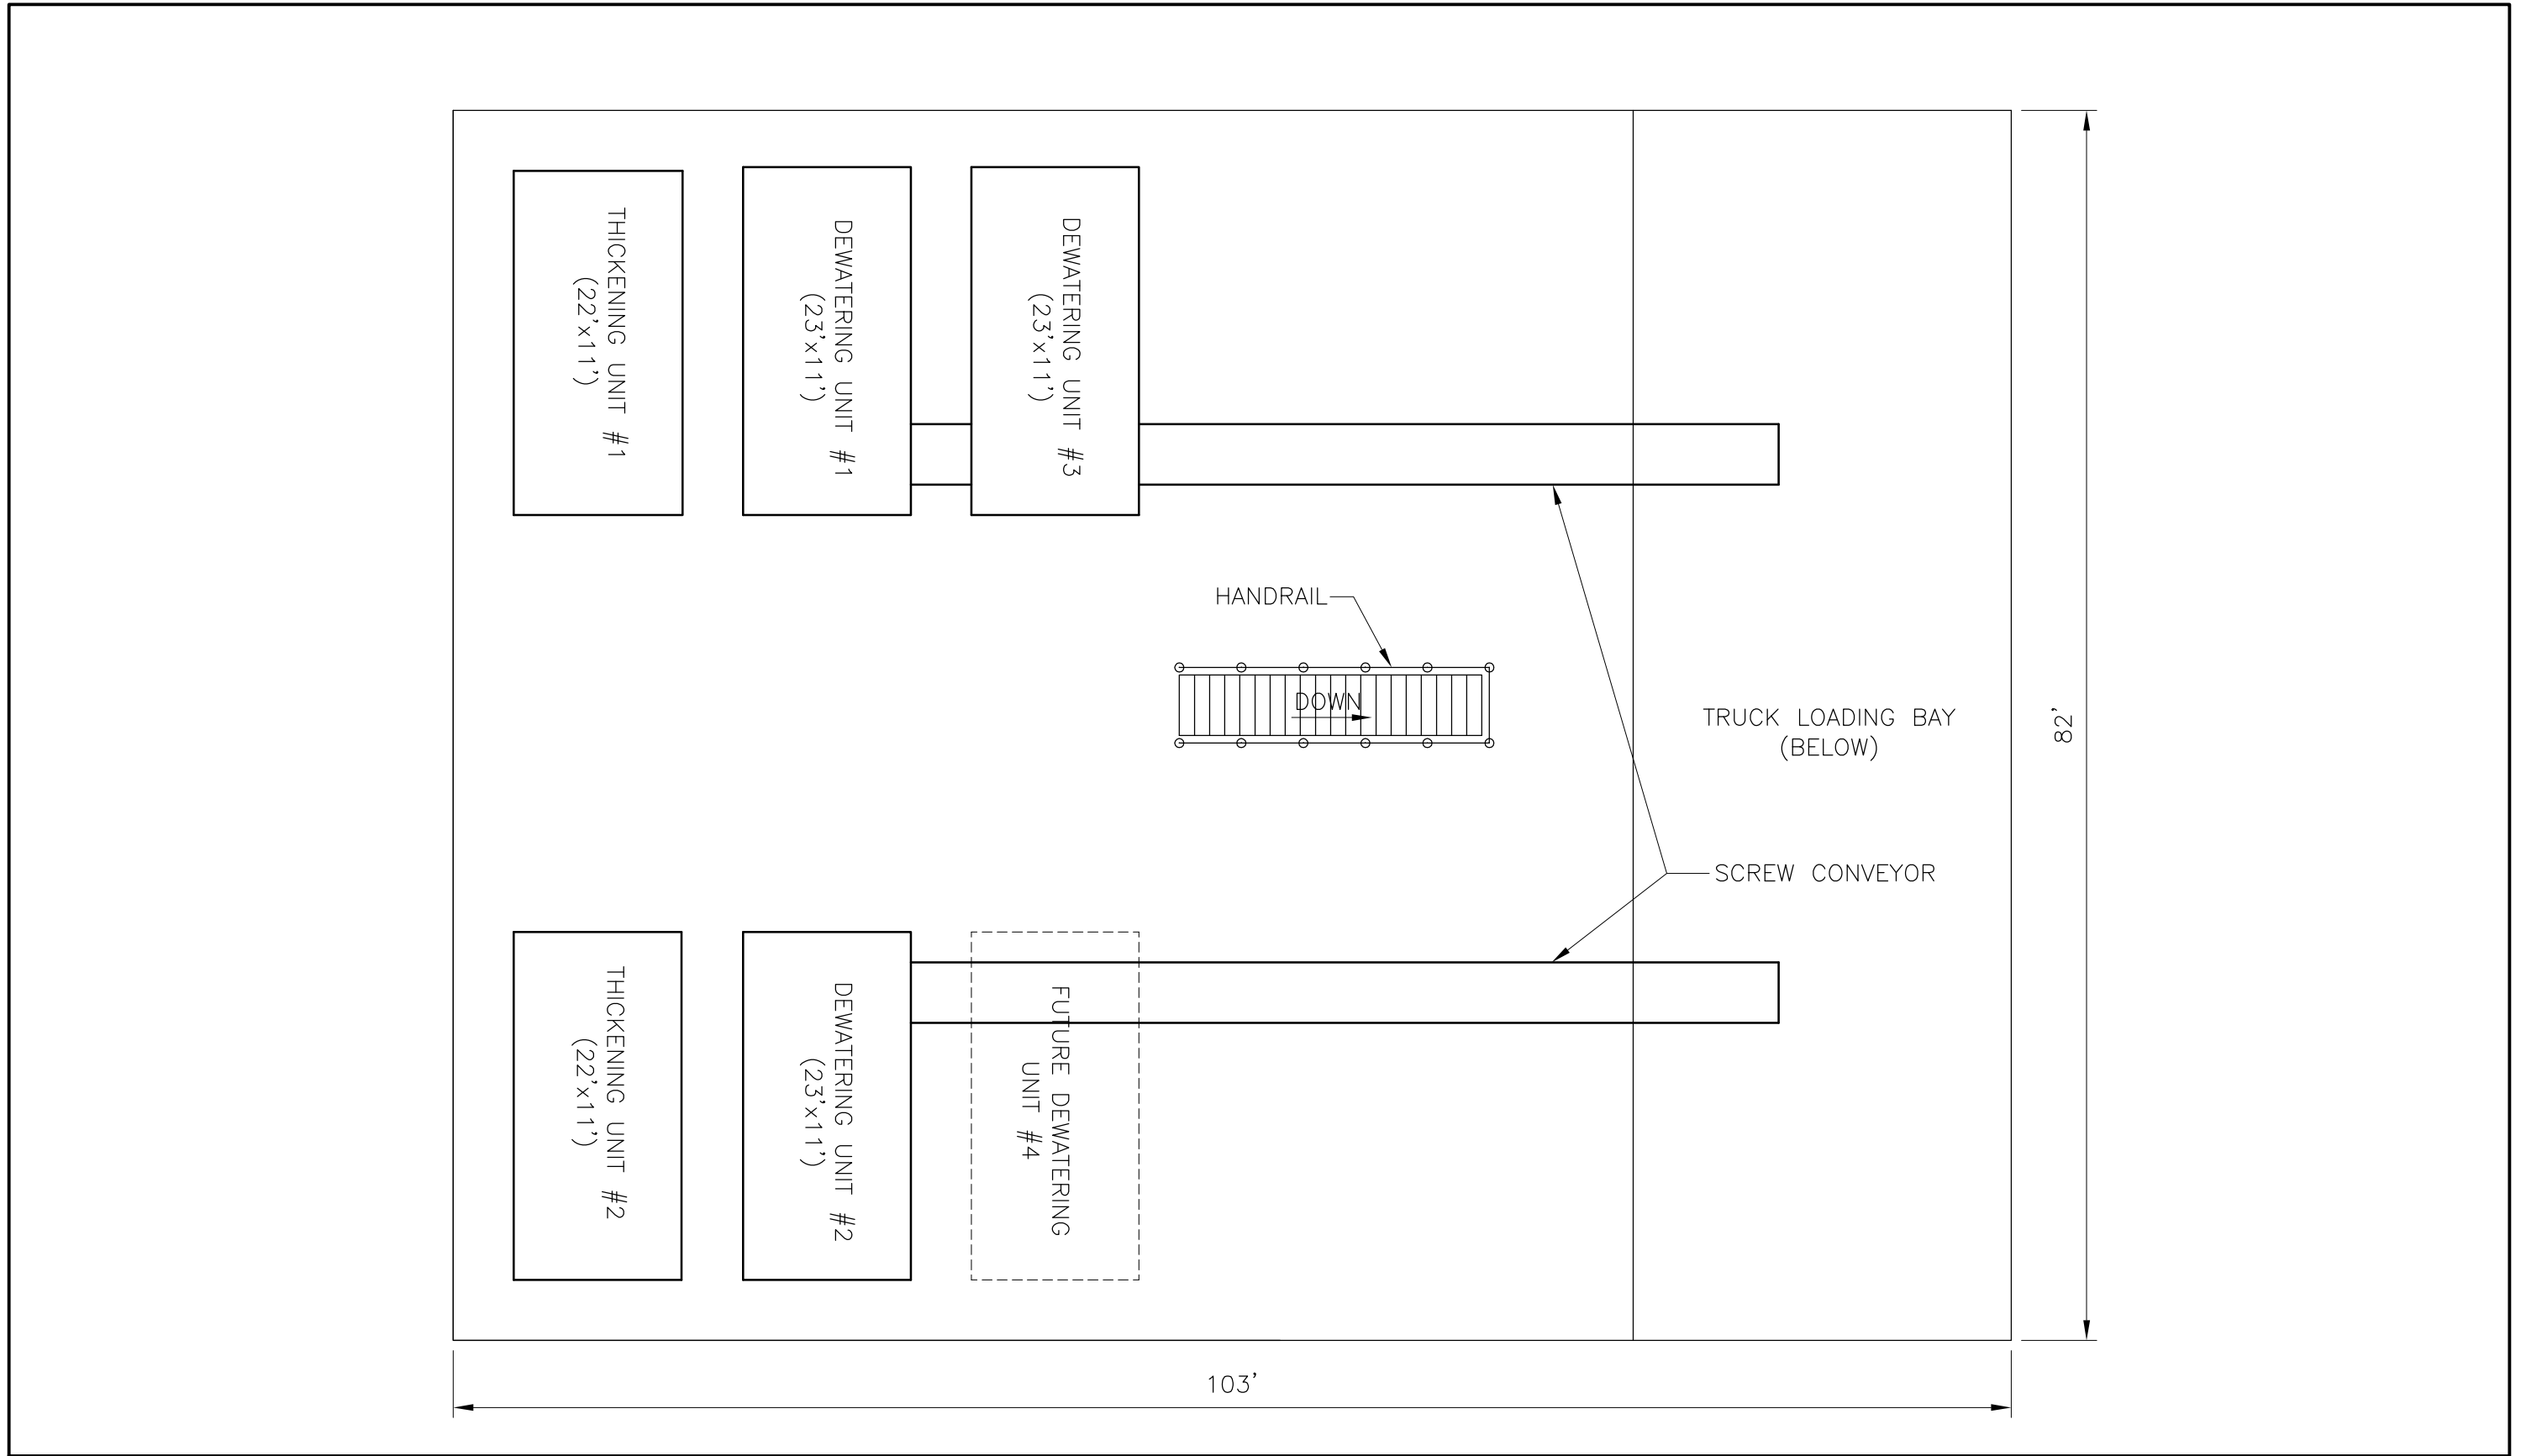 THICKENING UNIT #1
(22'x11')
DEWATERING UNIT #1
(23'x11')
DEWATERING UNIT #3
(23'x11')
HANDRAIL
DOWN
TRUCK LOADING BAY
(BELOW)
82'
SCREW CONVEYOR
THICKENING UNIT #2
(22'x11')
DEWATERING UNIT #2
(23'x11')
FUTURE DEWATERING
UNIT #4
103'